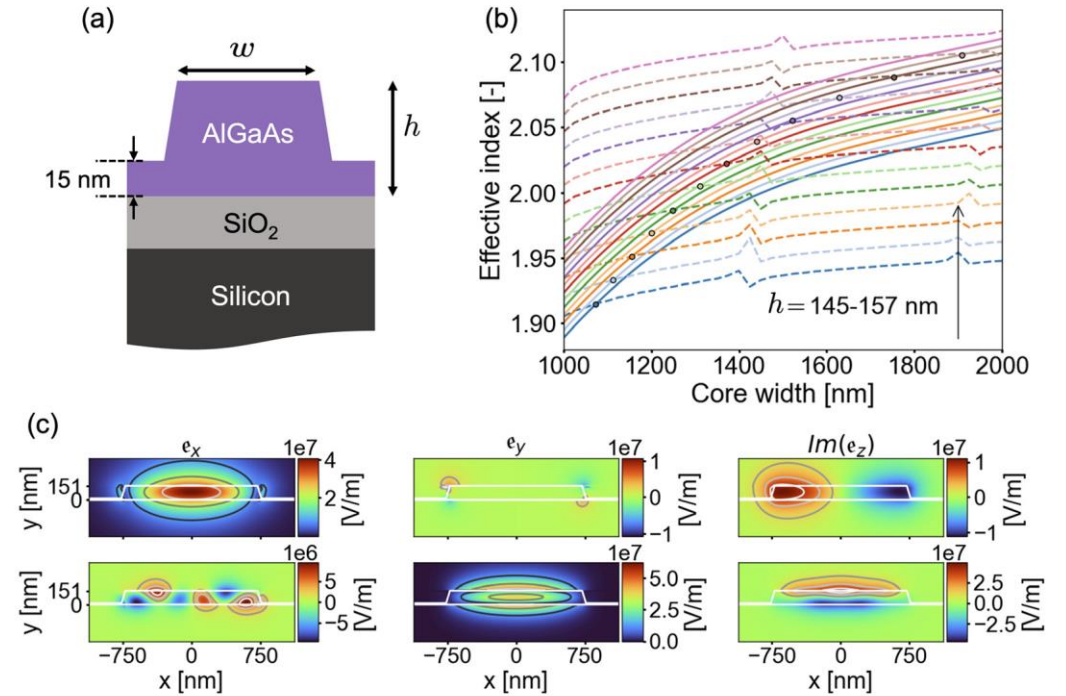 (a)
w
AlGaAs
h
15 nm
SiO2
Silicon
(b)
Effective index [-]
2.10
2.05
2.00
1.95
1.90
h = 145-157 nm
1000 1200 1400 1600 1800 2000
Core width [nm]
(c)
𝔢x 1e7 𝔢y 1e7 Im(𝔢z) 1e7
y [nm] 151 0 4 2 [V/m] 1 0 −1 [V/m] 1 0 −1 [V/m]
1e6 1e7 1e7
y [nm] 151 0 5 0 −5 [V/m] 5.0 2.5 0.0 [V/m] 2.5 0.0 −2.5 [V/m]
−750 0 750 −750 0 750 −750 0 750
x [nm] x [nm] x [nm]